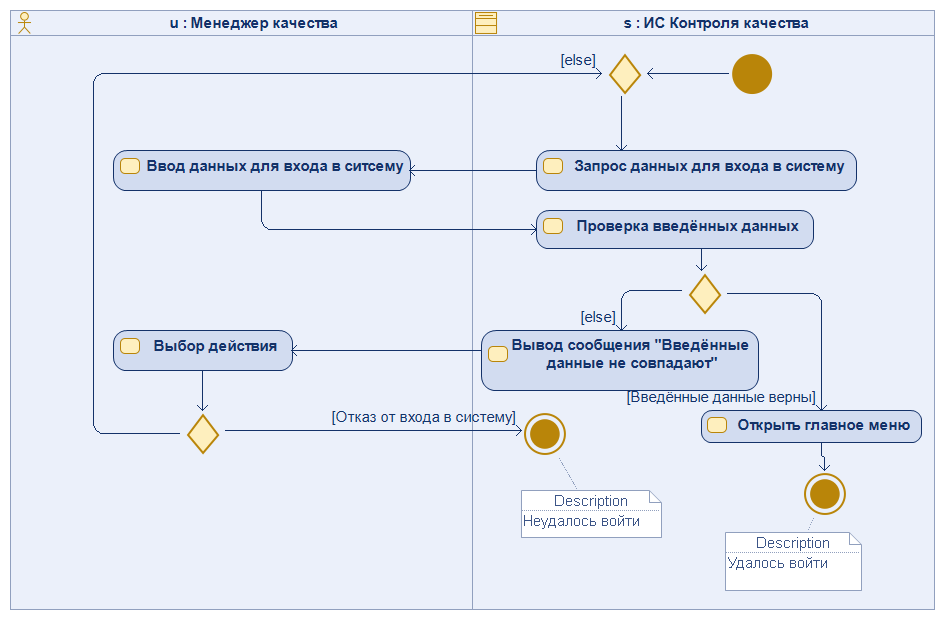 u : Менеджер качества
s : ИС Контроля качества
[else]
Ввод данных для входа в ситсему
Запрос данных для входа в систему
Проверка введённых данных
[else]
Выбор действия
Вывод сообщения "Введённые
данные не совпадают"
[Введённые данные верны]
[Отказ от входа в систему]
Открыть главное меню
Description
Неудалось войти
Description
Удалось войти